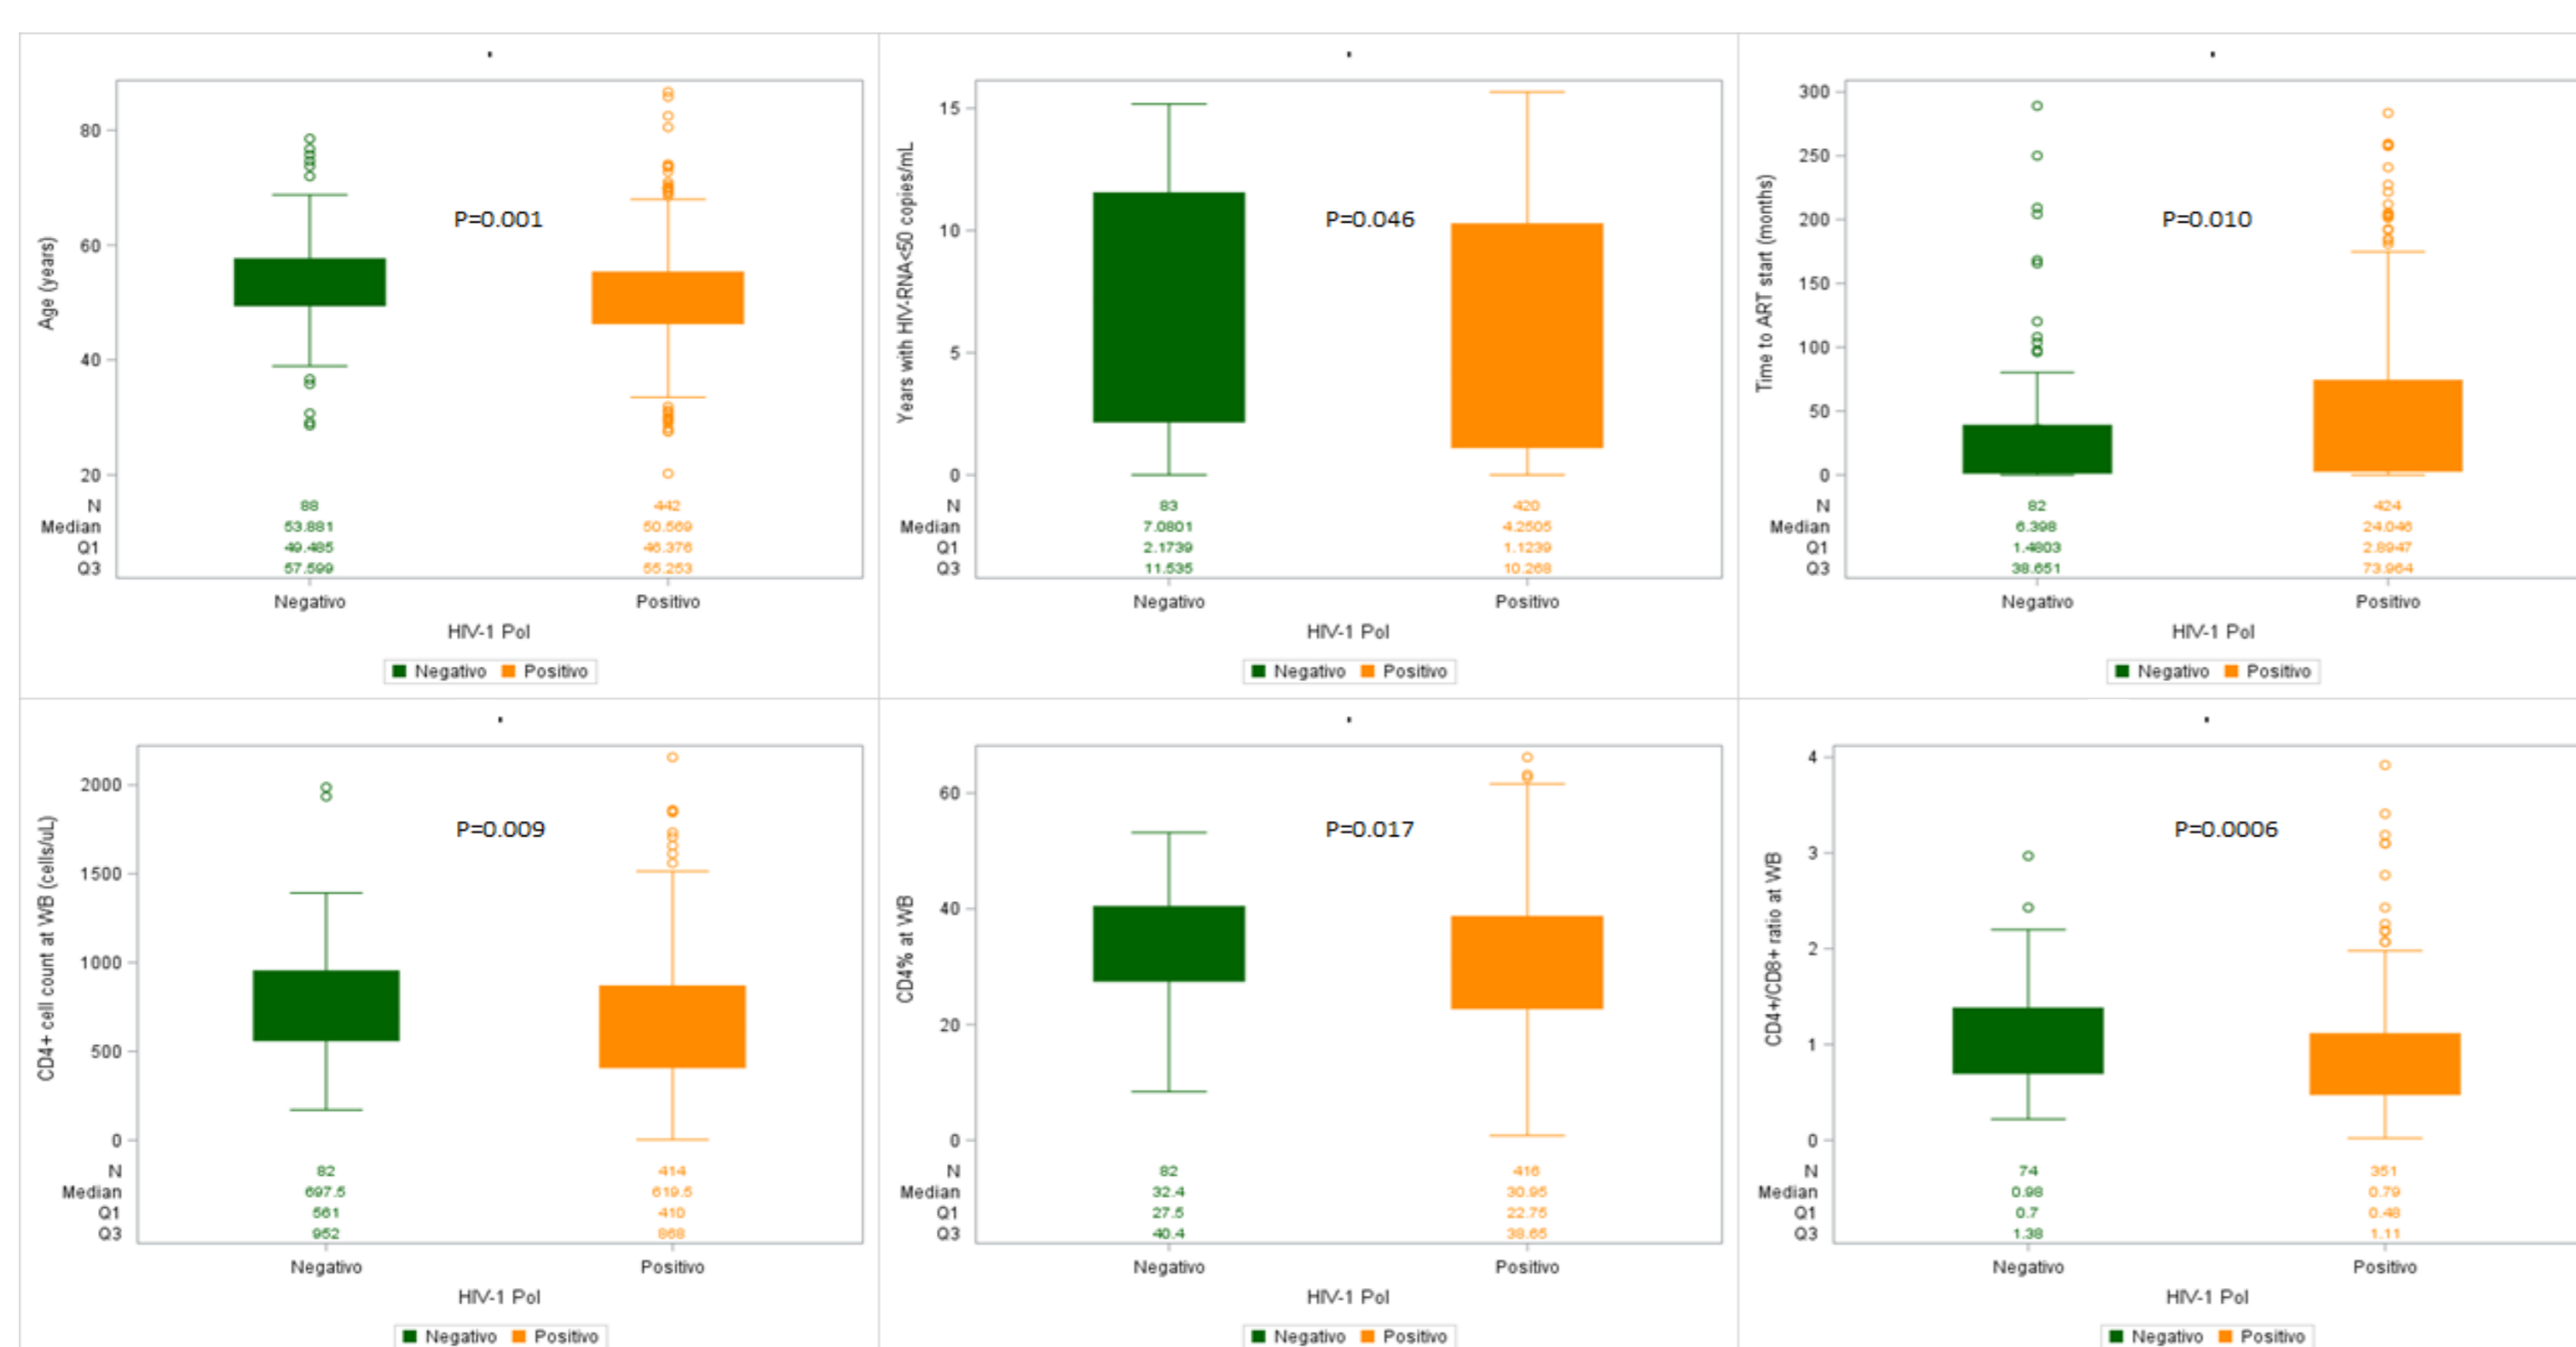 Age (years)
80
60
40
20
P=0.001
N 88 442
Median 53.881 50.569
Q1 49.485 46.376
Q3 57.599 55.253
Negativo Positivo
HIV-1 Pol
Negativo Positivo
Years with HIV-RNA<50 copies/mL
15
10
5
0
P=0.046
N 83 420
Median 7.0801 4.2505
Q1 2.1739 1.1239
Q3 11.535 10.268
Negativo Positivo
HIV-1 Pol
Negativo Positivo
Time to ART start (months)
300
250
200
150
100
50
0
P=0.010
N 82 424
Median 6.398 24.046
Q1 1.4803 2.8947
Q3 38.651 73.964
Negativo Positivo
HIV-1 Pol
Negativo Positivo
CD4+ cell count at WB (cells/uL)
2000
1500
1000
500
0
P=0.009
N 82 414
Median 697.5 619.5
Q1 561 410
Q3 952 868
Negativo Positivo
HIV-1 Pol
Negativo Positivo
CD4% at WB
60
40
20
0
P=0.017
N 82 416
Median 32.4 30.95
Q1 27.5 22.75
Q3 40.4 38.65
Negativo Positivo
HIV-1 Pol
Negativo Positivo
CD4+/CD8+ ratio at WB
4
3
2
1
0
P=0.0006
N 74 351
Median 0.98 0.79
Q1 0.7 0.48
Q3 1.38 1.11
Negativo Positivo
HIV-1 Pol
Negativo Positivo